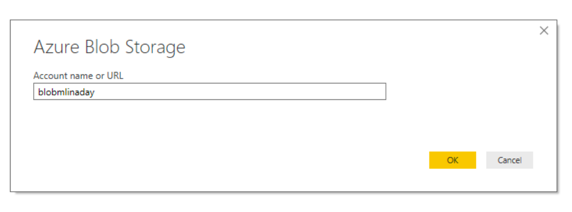 Azure Blob Storage
Account name or URL
blobmlinaday
OK Cancel